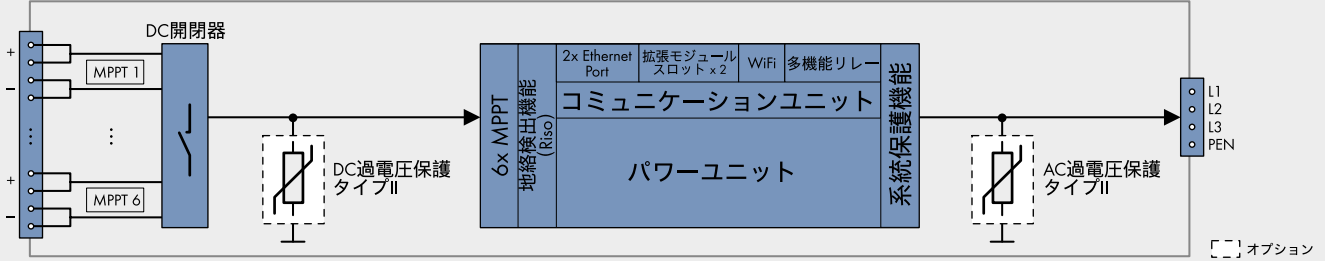 DC開閉器
+
MPPT 1
−
+
MPPT 6
−
DC過電圧保護
タイプII
6x MPPT
地絡検出機能
(Riso)
2x Ethernet
Port
拡張モジュール
スロット x 2
WiFi
多機能リレー
コミュニケーションユニット
パワーユニット
系統保護機能
AC過電圧保護
タイプII
L1
L2
L3
PEN
オプション